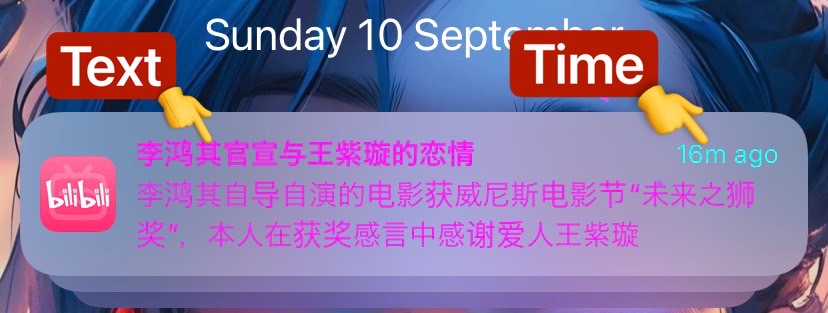 Sunday 10 September
Text
Time
李鸿其官宣与王紫璇的恋情
16m ago
bilibili
李鸿其自导自演的电影获威尼斯电影节“未来之狮
奖”，本人在获奖感言中感谢爱人王紫璇